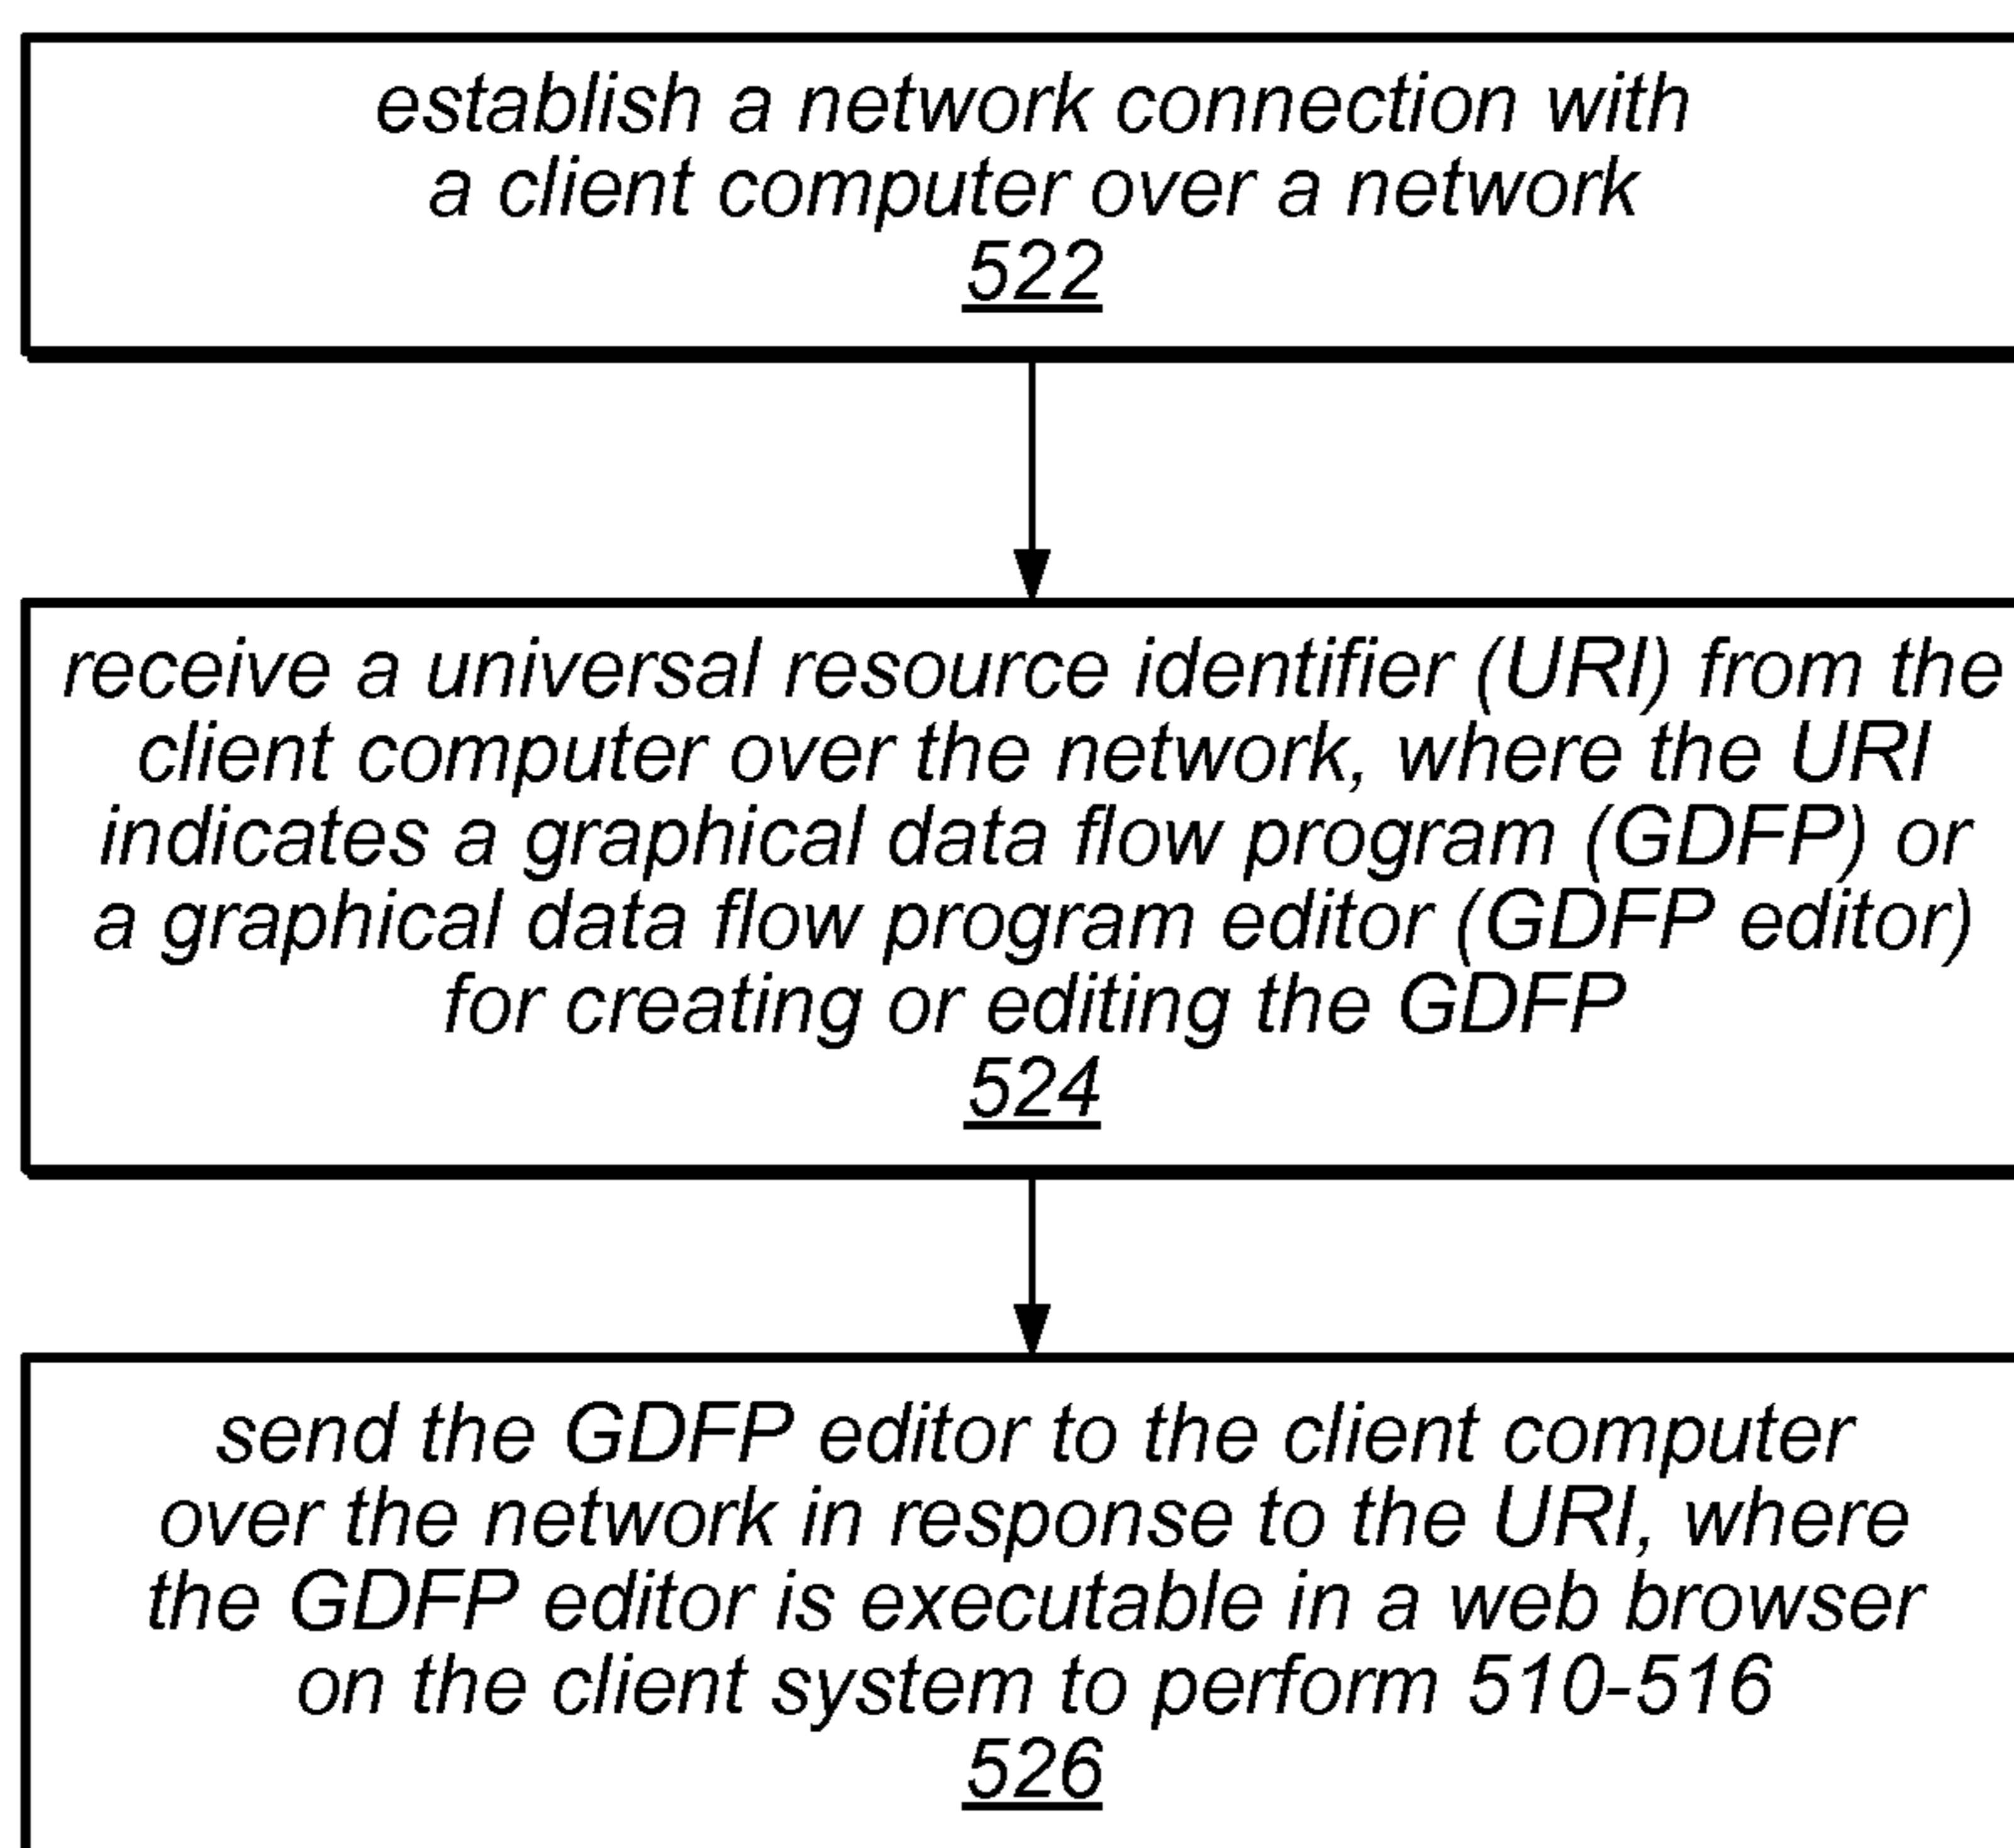 establish a network connection with
a client computer over a network
522
receive a universal resource identifier (URI) from the
client computer over the network, where the URI
indicates a graphical data flow program (GDFP) or
a graphical data flow program editor (GDFP editor)
for creating or editing the GDFP
524
send the GDFP editor to the client computer
over the network in response to the URI, where
the GDFP editor is executable in a web browser
on the client system to perform 510-516
526